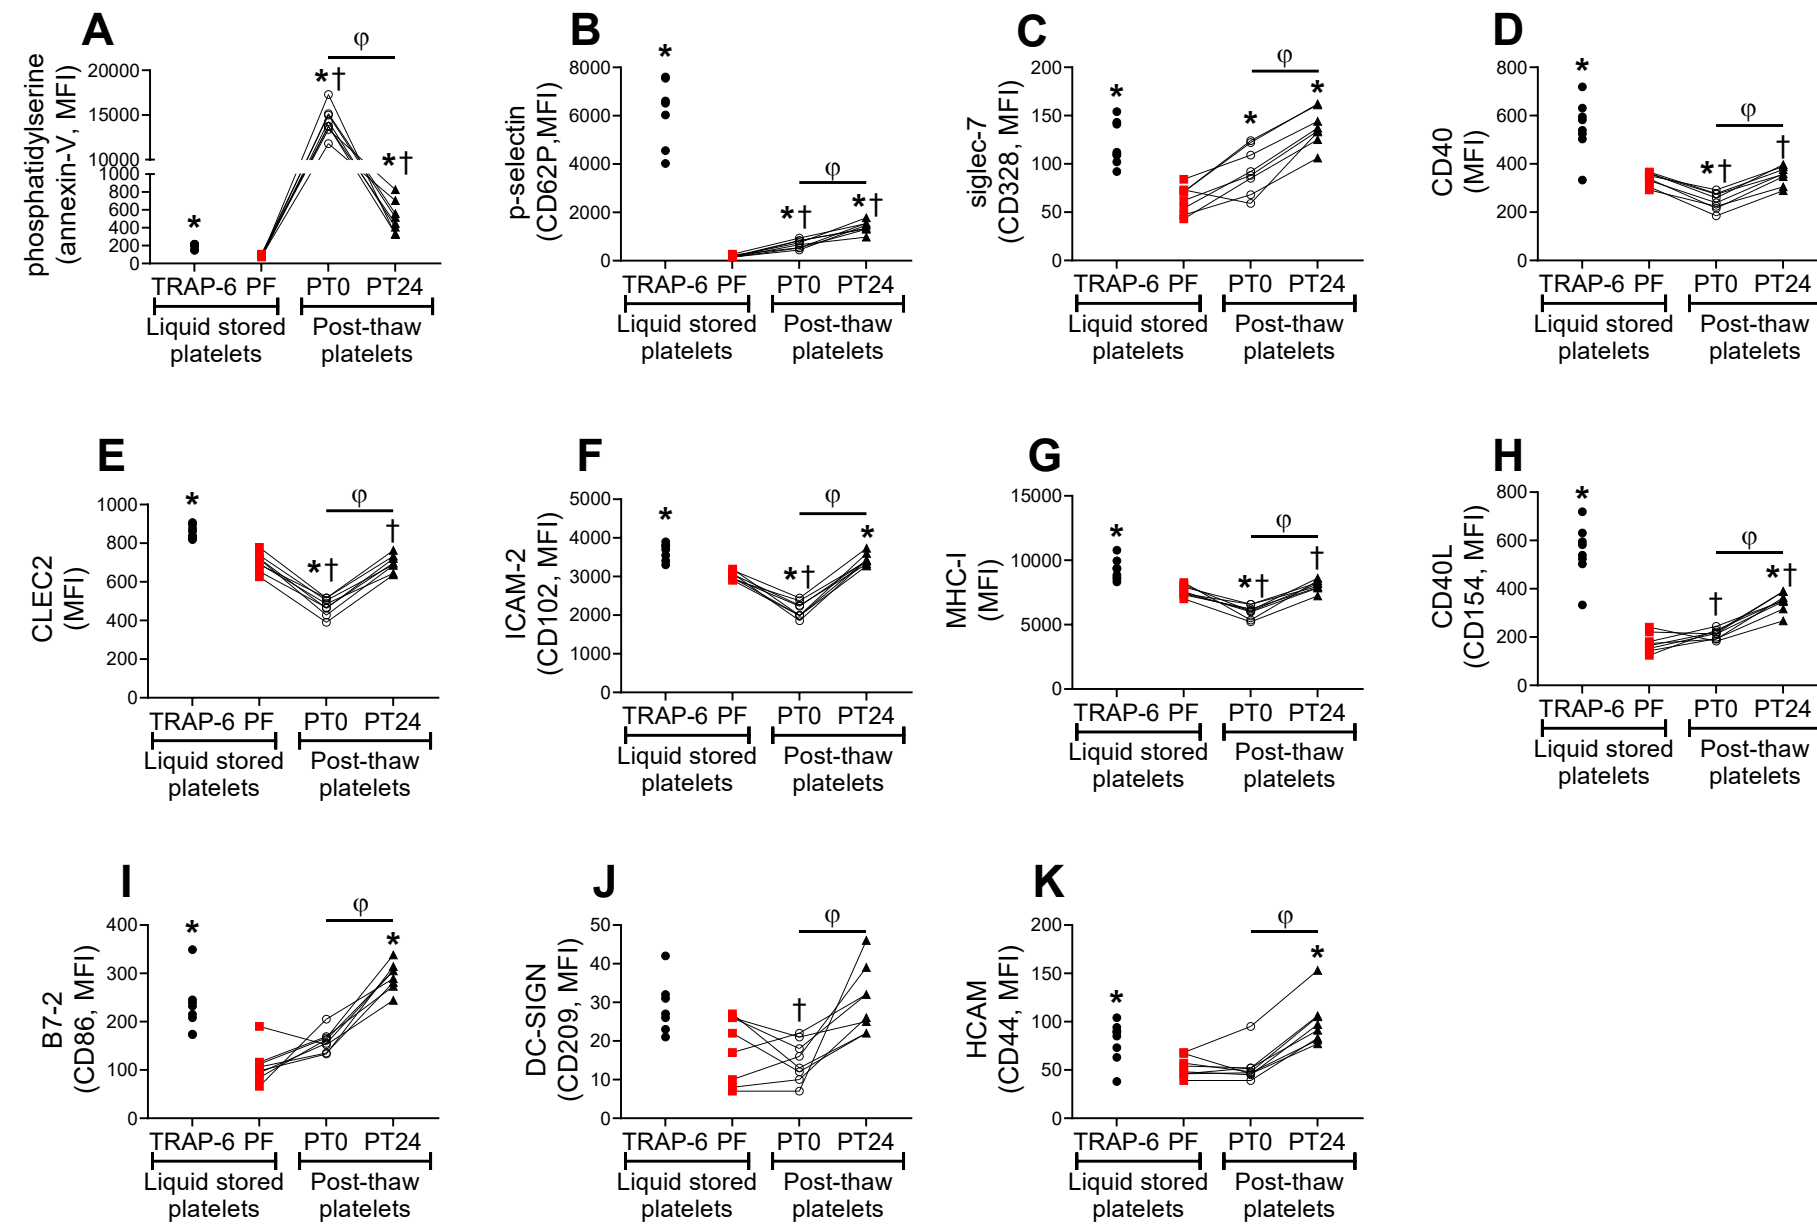 A
phosphatidylserine
(annexin-V, MFI)
20000
15000
10000
1000
800
600
400
200
0
*
*†
*†
φ
TRAP-6 PF PT0 PT24
Liquid stored platelets
Post-thaw platelets
B
p-selectin
(CD62P,MFI)
8000
6000
4000
2000
0
*
*†
*†
φ
TRAP-6 PF PT0 PT24
Liquid stored platelets
Post-thaw platelets
C
siglec-7
(CD328, MFI)
200
150
100
50
0
*
*
*
φ
TRAP-6 PF PT0 PT24
Liquid stored platelets
Post-thaw platelets
D
CD40
(MFI)
800
600
400
200
0
*
*†
†
φ
TRAP-6 PF PT0 PT24
Liquid stored platelets
Post-thaw platelets
E
CLEC2
(MFI)
1000
800
600
400
200
0
*
*†
†
φ
TRAP-6 PF PT0 PT24
Liquid stored platelets
Post-thaw platelets
F
ICAM-2
(CD102, MFI)
5000
4000
3000
2000
1000
0
*
*†
*
φ
TRAP-6 PF PT0 PT24
Liquid stored platelets
Post-thaw platelets
G
MHC-I
(MFI)
15000
10000
5000
0
*
*†
†
φ
TRAP-6 PF PT0 PT24
Liquid stored platelets
Post-thaw platelets
H
CD40L
(CD154, MFI)
800
600
400
200
0
*
†
*†
φ
TRAP-6 PF PT0 PT24
Liquid stored platelets
Post-thaw platelets
I
B7-2
(CD86, MFI)
400
300
200
100
0
*
*
φ
TRAP-6 PF PT0 PT24
Liquid stored platelets
Post-thaw platelets
J
DC-SIGN
(CD209, MFI)
50
40
30
20
10
0
†
φ
TRAP-6 PF PT0 PT24
Liquid stored platelets
Post-thaw platelets
K
HCAM
(CD44, MFI)
200
150
100
50
0
*
*
φ
TRAP-6 PF PT0 PT24
Liquid stored platelets
Post-thaw platelets